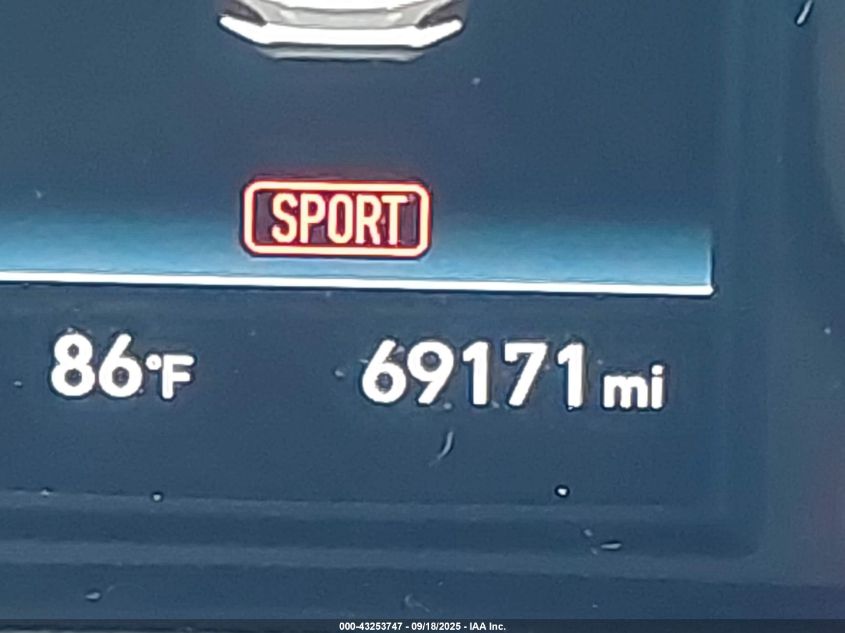 SPORT
86°F 69171 mi
000-43253747 - 09/18/2025 - IAA Inc.